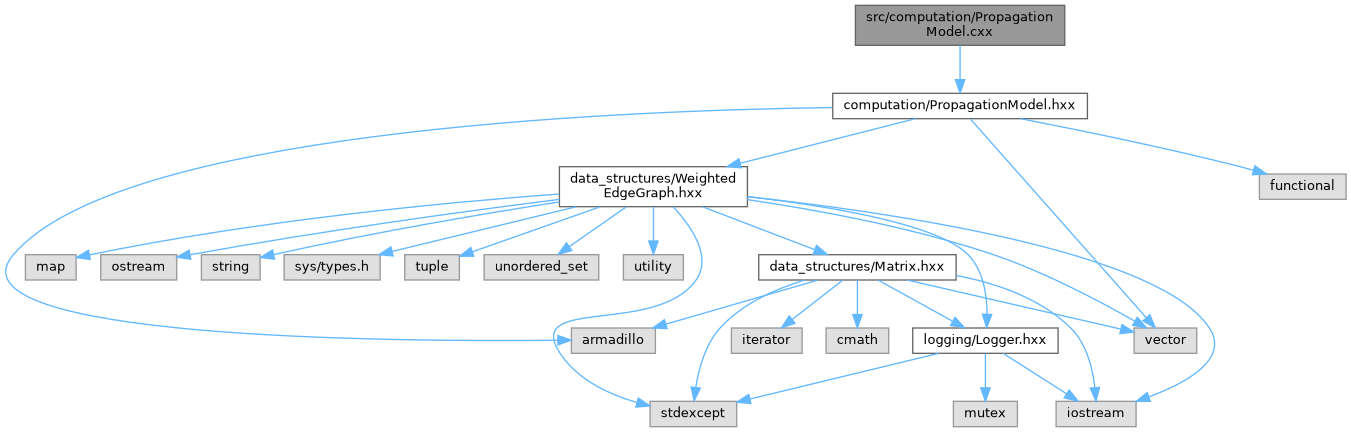 src/computation/Propagation
Model.cxx
computation/PropagationModel.hxx
data_structures/Weighted
EdgeGraph.hxx
functional
map
ostream
string
sys/types.h
tuple
unordered_set
utility
data_structures/Matrix.hxx
armadillo
iterator
cmath
logging/Logger.hxx
vector
stdexcept
mutex
iostream